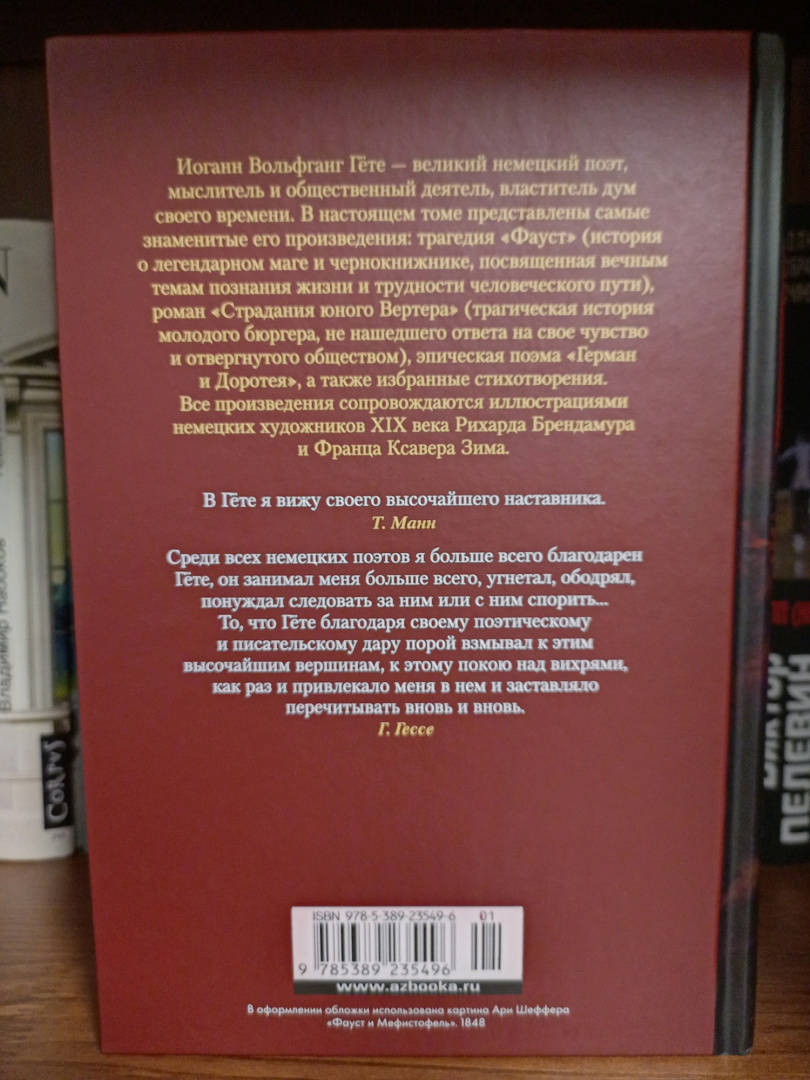 Иоганн Вольфганг Гёте — великий немецкий поэт,
мыслитель и общественный деятель, властитель дум
своего времени. В настоящем томе представлены самые
знаменитые его произведения: трагедия «Фауст» (история
о легендарном маге и чернокнижнике, посвященная вечным
темам познания жизни и трудности человеческого пути),
роман «Страдания юного Вертера» (трагическая история
молодого бюргера, не нашедшего ответа на свое чувство
и отвергнутого обществом), эпическая поэма «Герман
и Доротея», а также избранные стихотворения.
Все произведения сопровождаются иллюстрациями
немецких художников XIX века Рихарда Брендамура
и Франца Ксавера Зима.
В Гёте я вижу своего высочайшего наставника.
Т. Манн
Среди всех немецких поэтов я больше всего благодарен
Гёте, он занимал меня больше всего, угнетал, ободрял,
понуждал следовать за ним или с ним спорить...
То, что Гёте благодаря своему поэтическому
и писательскому дару порой взмывал к этим
высочайшим вершинам, к этому покою над вихрями,
как раз и привлекало меня в нем и заставляло
перечитывать вновь и вновь.
Г. Гессе
ISBN 978-5-389-23549-6 01
9 785389 235496
www.azbooka.ru
В оформлении обложки использована картина Ари Шеффера
«Фауст и Мефистофель». 1848
Владимир Набоков
CORPUS
ВИКТОР
ПЕЛЕВИН